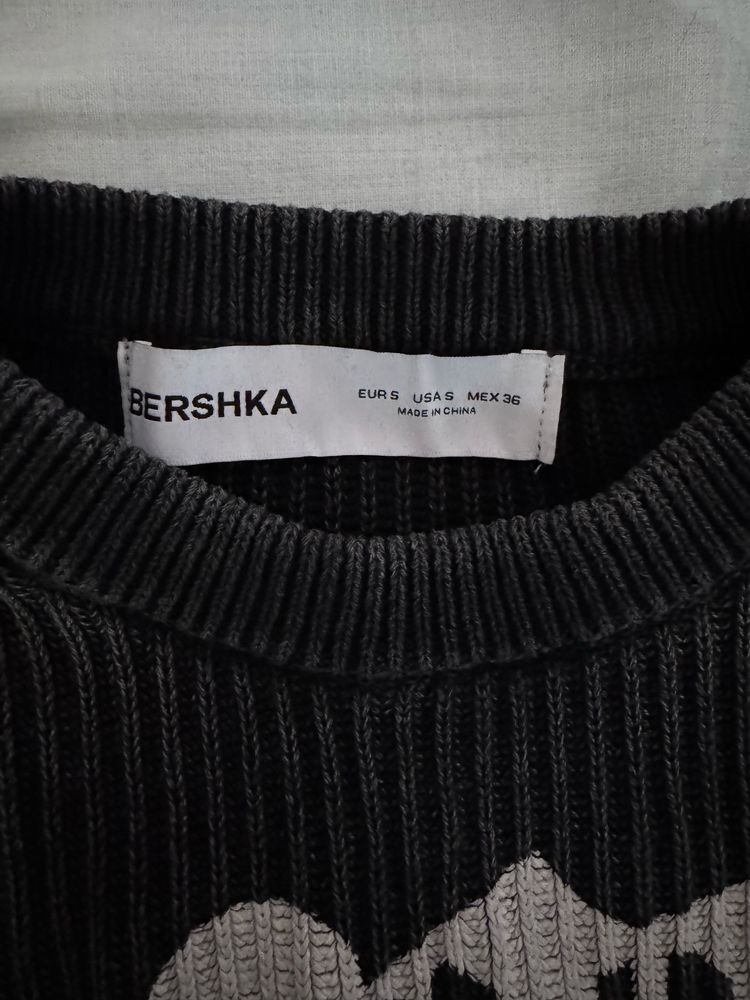 BERSHKA
EUR S USA S MEX 36
MADE IN CHINA